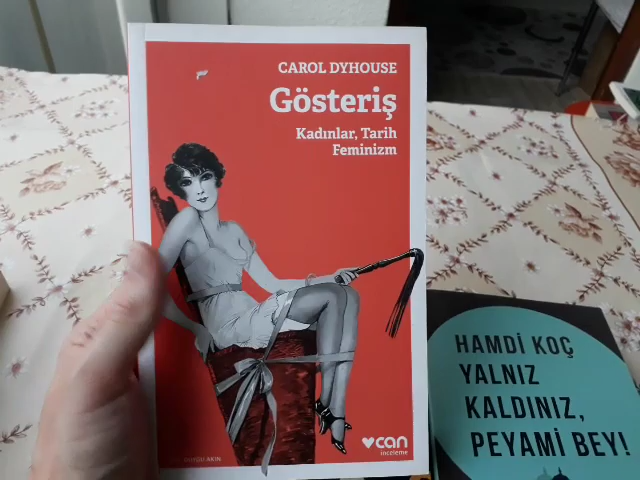 CAROL DYHOUSE
Gösteriş
Kadınlar, Tarih
Feminizm
can
inceleme
HAMDİ KOÇ
YALNIZ
KALDINIZ,
PEYAMİ BEY!